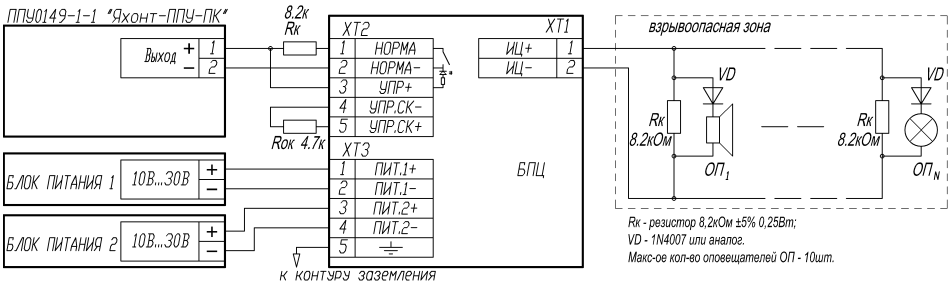 ППУ0149-1-1 "Яхонт-ППУ-ПК"
Выход + 1
− 2
8.2к
Rк
Rок 4.7к
XT2
1 НОРМА
2 НОРМА-
3 УПР+
4 УПР.СК-
5 УПР.СК+
XT3
1 ПИТ.1+
2 ПИТ.1-
3 ПИТ.2+
4 ПИТ.2-
5
БЛОК ПИТАНИЯ 1 10В...30В + −
БЛОК ПИТАНИЯ 2 10В...30В + −
к контуру заземления
XT1
ИЦ+ 1
ИЦ- 2
БПЦ
взрывоопасная зона
VD
Rк
8.2кОм
ОП1
VD
Rк
8.2кОм
ОПN
Rк - резистор 8,2кОм ±5% 0,25Вт;
VD - 1N4007 или аналог.
Макс-ое кол-во оповещателей ОП - 10шт.